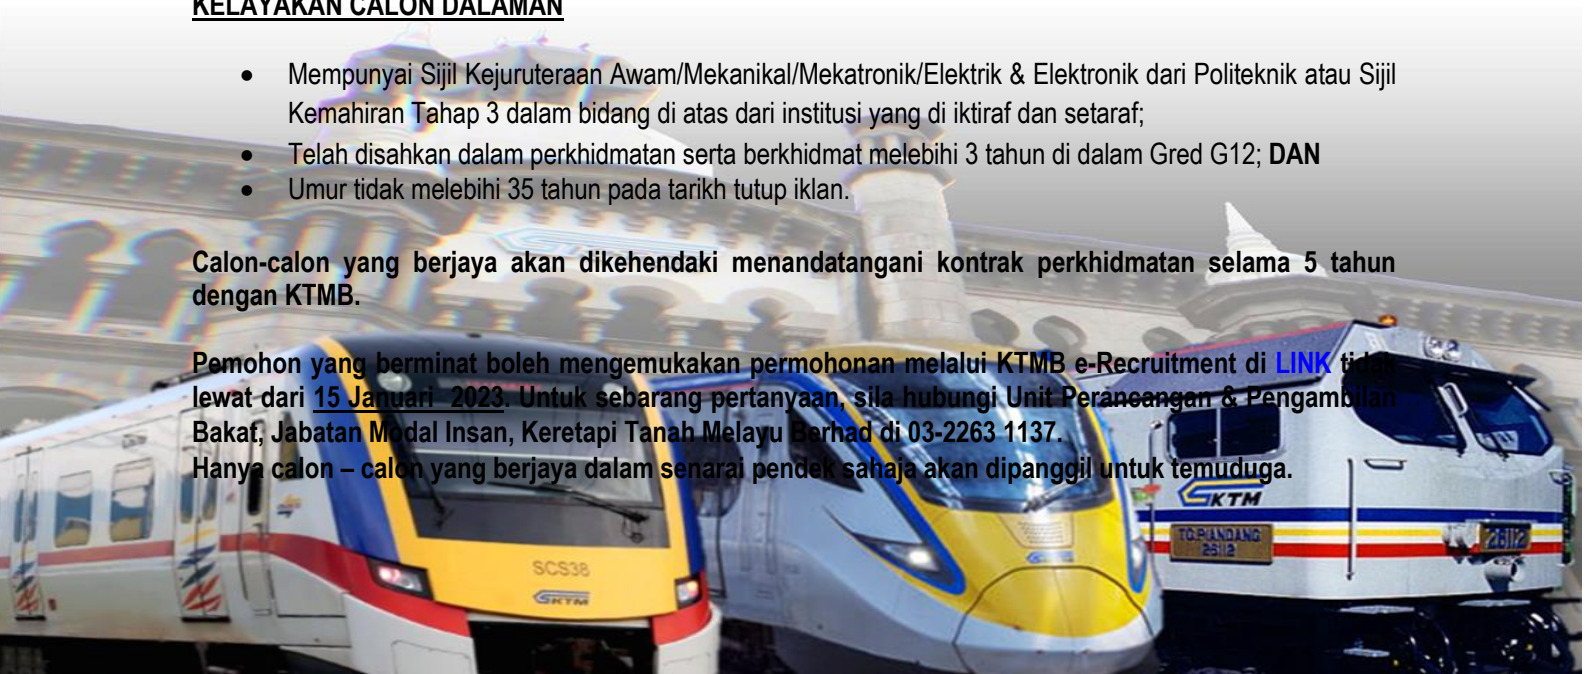 KELAYAKAN CALON DALAMAN
• Mempunyai Sijil Kejuruteraan Awam/Mekanikal/Mekatronik/Elektrik & Elektronik dari Politeknik atau Sijil
Kemahiran Tahap 3 dalam bidang di atas dari institusi yang di iktiraf dan setaraf;
• Telah disahkan dalam perkhidmatan serta berkhidmat melebihi 3 tahun di dalam Gred G12; DAN
• Umur tidak melebihi 35 tahun pada tarikh tutup iklan.
Calon-calon yang berjaya akan dikehendaki menandatangani kontrak perkhidmatan selama 5 tahun
dengan KTMB.
Pemohon yang berminat boleh mengemukakan permohonan melalui KTMB e-Recruitment di LINK tidak
lewat dari 15 Januari 2023. Untuk sebarang pertanyaan, sila hubungi Unit Perancangan & Pengambilan
Bakat, Jabatan Modal Insan, Keretapi Tanah Melayu Berhad di 03-2263 1137.
Hanya calon – calon yang berjaya dalam senarai pendek sahaja akan dipanggil untuk temuduga.
KTM
TG.PIANDANG
26112
26112
SCS38
KTM